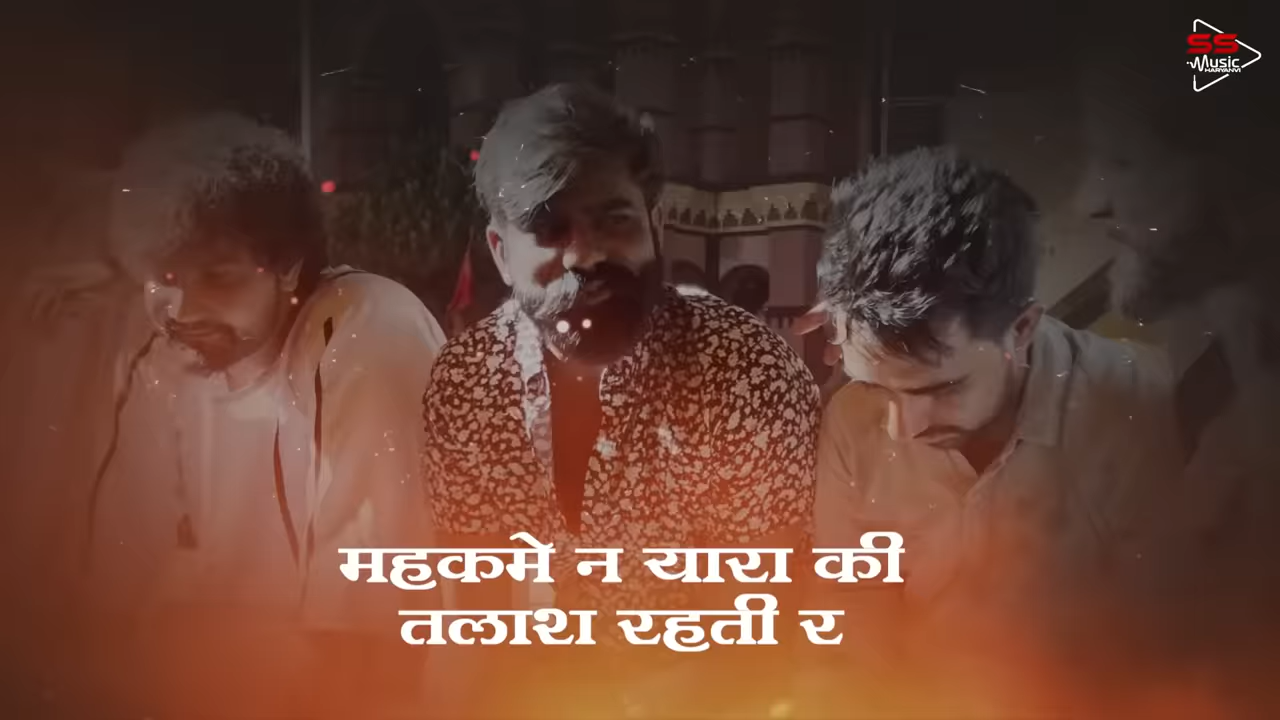 SS
Music
HARYANVI
महकमे न यारा की
तलाश रहती र